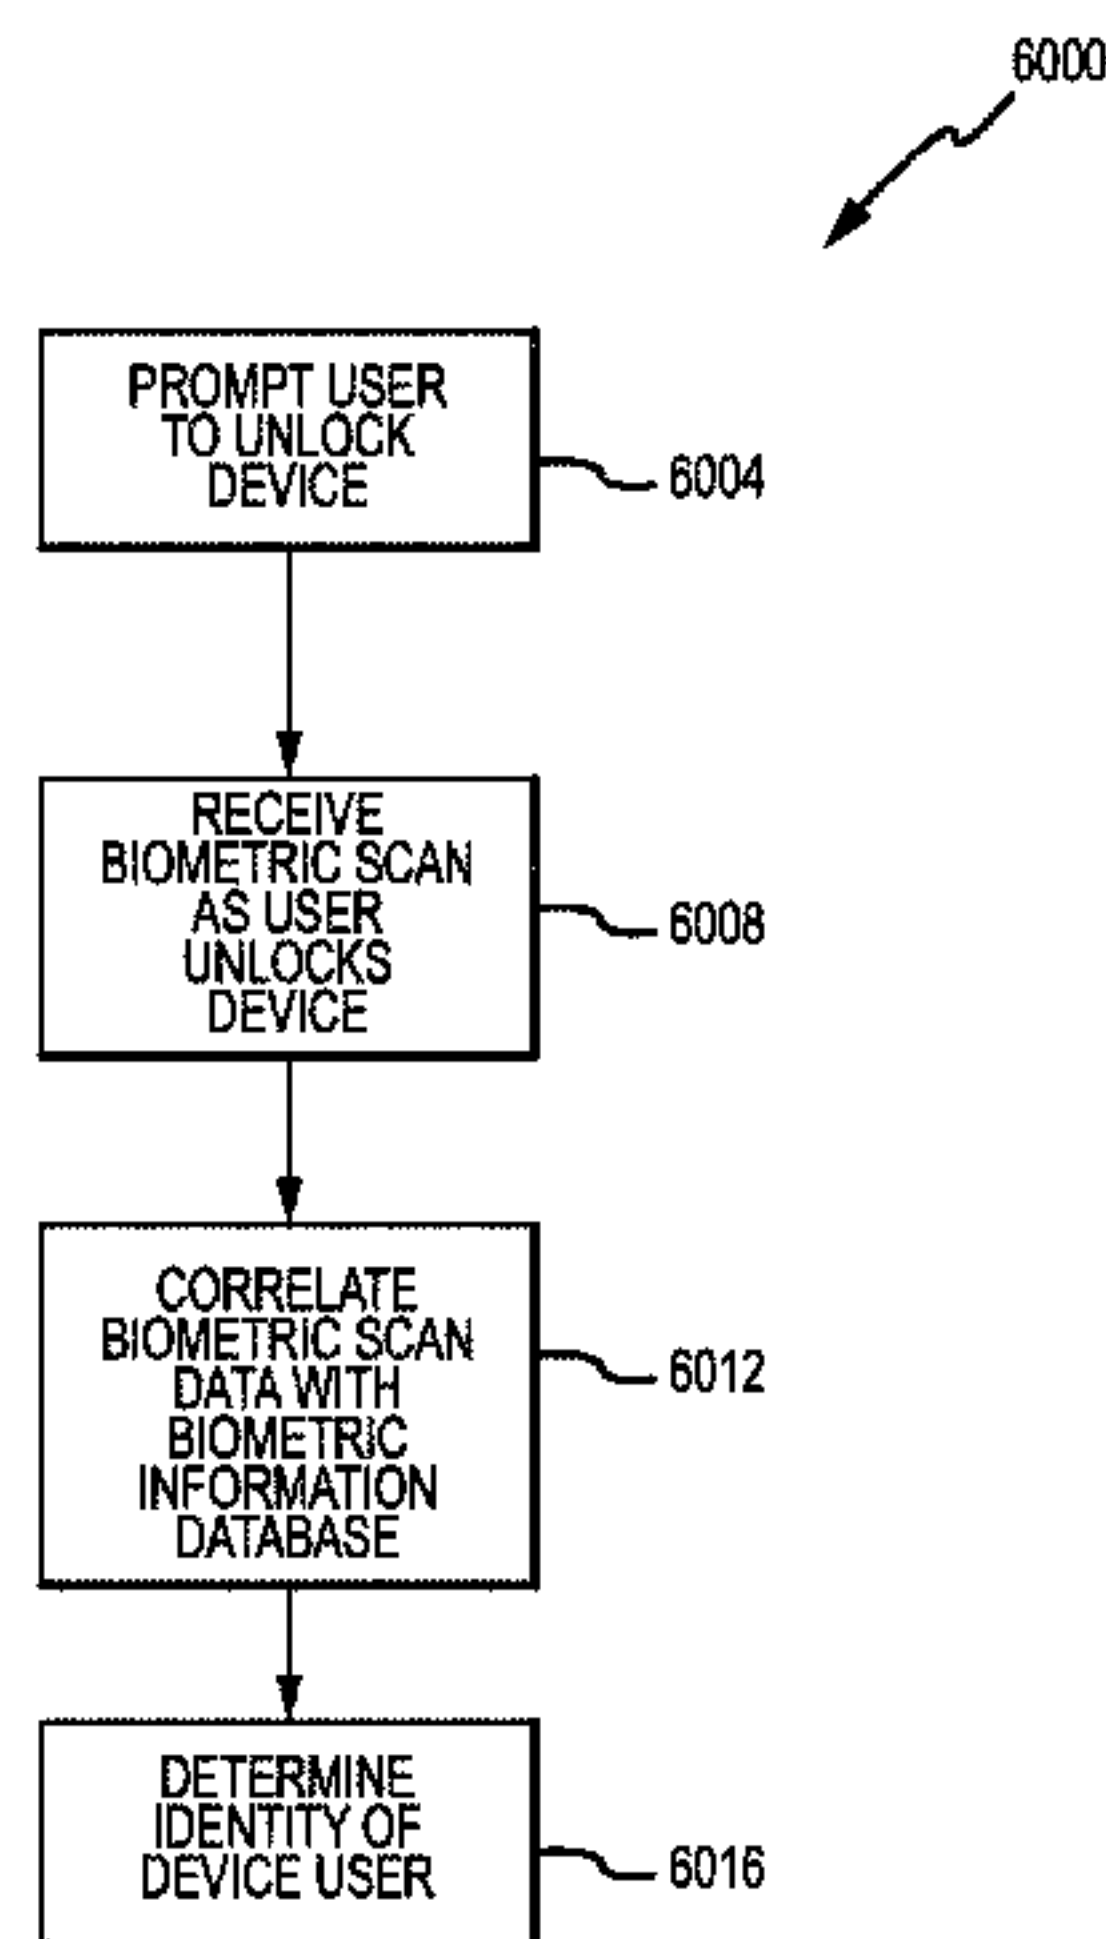 6000
PROMPT USER
TO UNLOCK
DEVICE
6004
RECEIVE
BIOMETRIC SCAN
AS USER
UNLOCKS
DEVICE
6008
CORRELATE
BIOMETRIC SCAN
DATA WITH
BIOMETRIC
INFORMATION
DATABASE
6012
DETERMINE
IDENTITY OF
DEVICE USER
6016